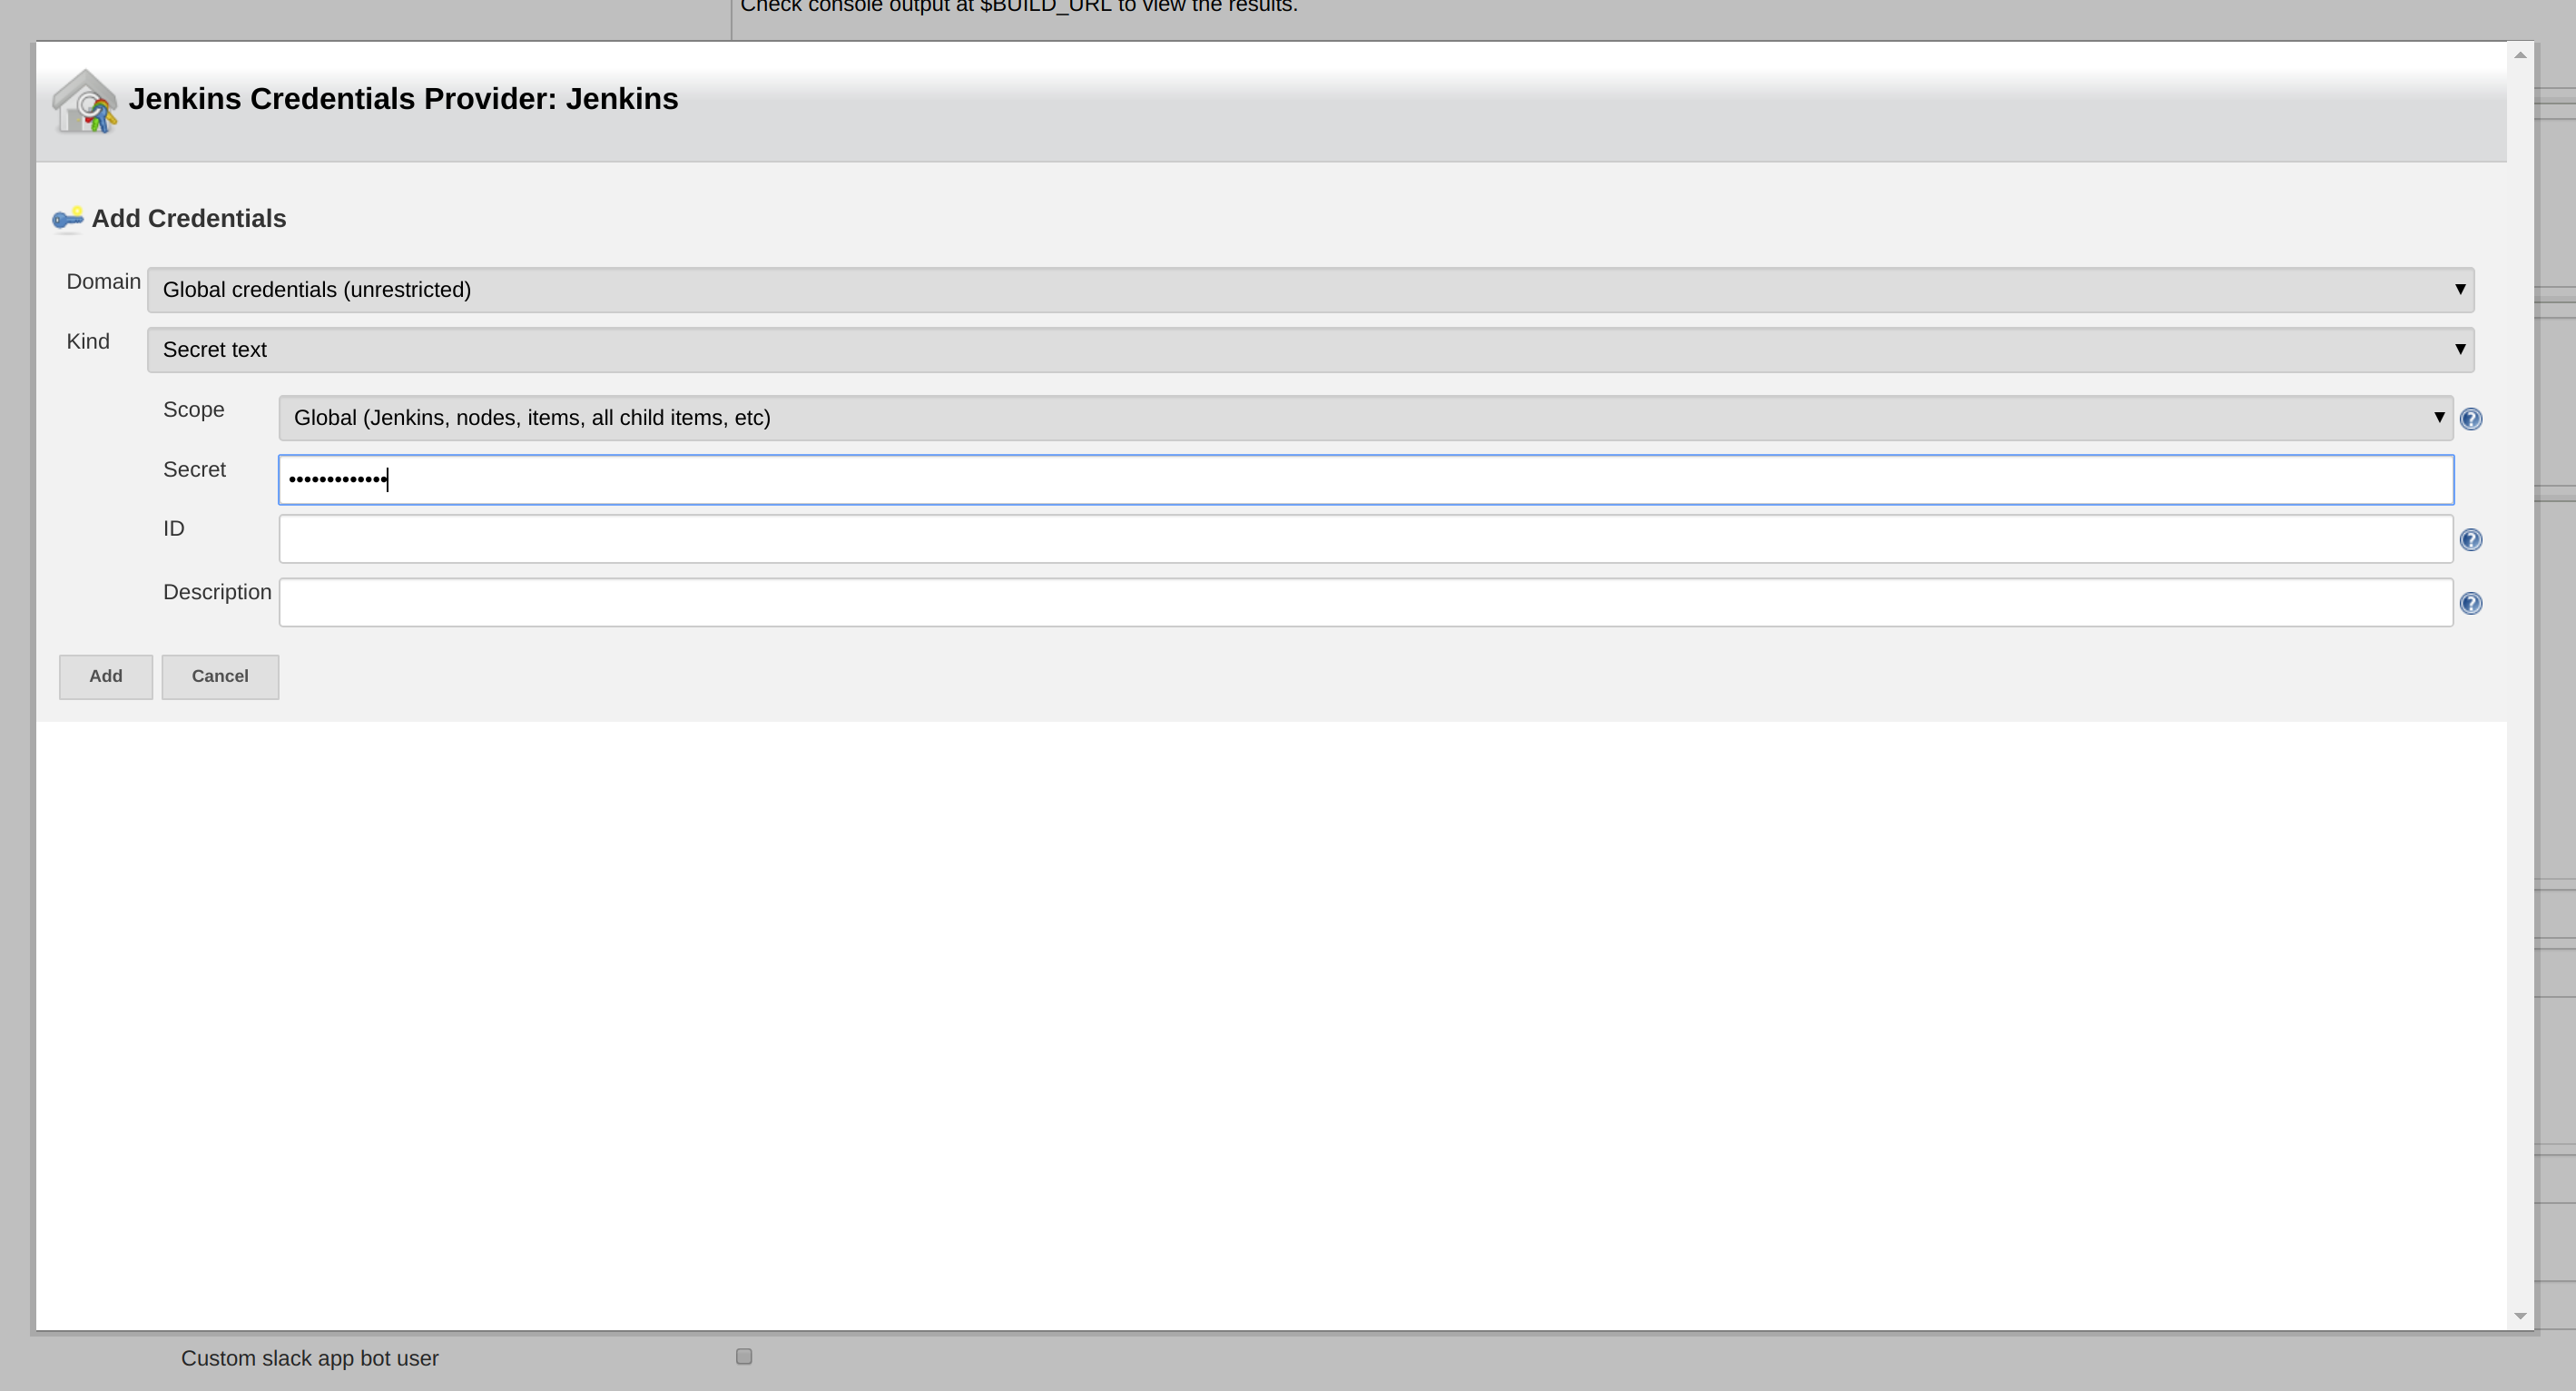 Check console output at $BUILD_URL to view the results.
Jenkins Credentials Provider: Jenkins
Add Credentials
Domain
Global credentials (unrestricted)
Kind
Secret text
Scope
Global (Jenkins, nodes, items, all child items, etc)
Secret
•••••••••••••
ID
Description
Add
Cancel
Custom slack app bot user